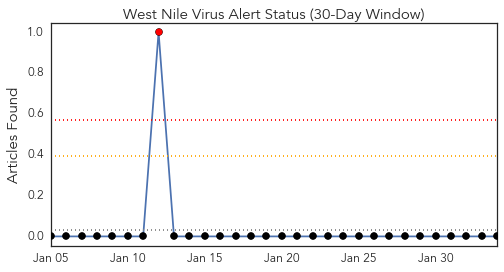 West Nile Virus Alert Status (30-Day Window)
Articles Found
1.0
0.8
0.6
0.4
0.2
0.0
Jan 05 Jan 10 Jan 15 Jan 20 Jan 25 Jan 30